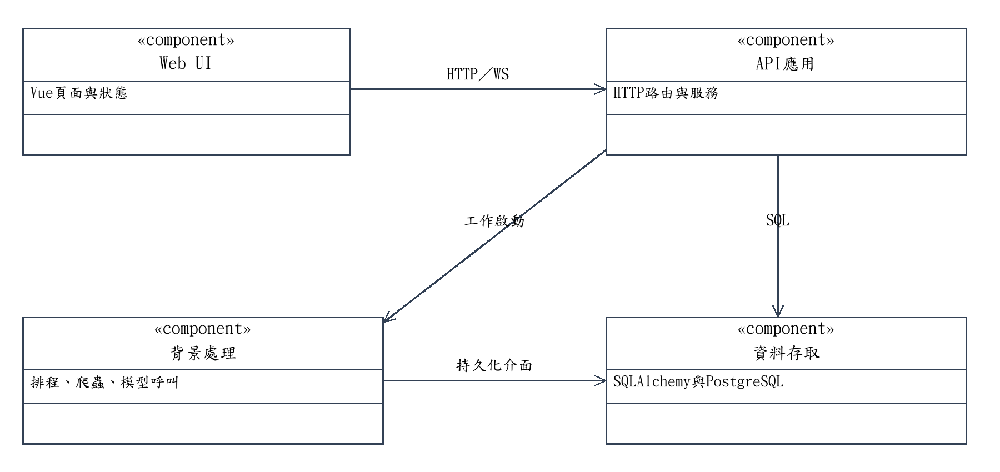 «component»
Web UI
Vue頁面與狀態
HTTP／WS
«component»
API應用
HTTP路由與服務
工作啟動
SQL
«component»
背景處理
排程、爬蟲、模型呼叫
持久化介面
«component»
資料存取
SQLAlchemy與PostgreSQL